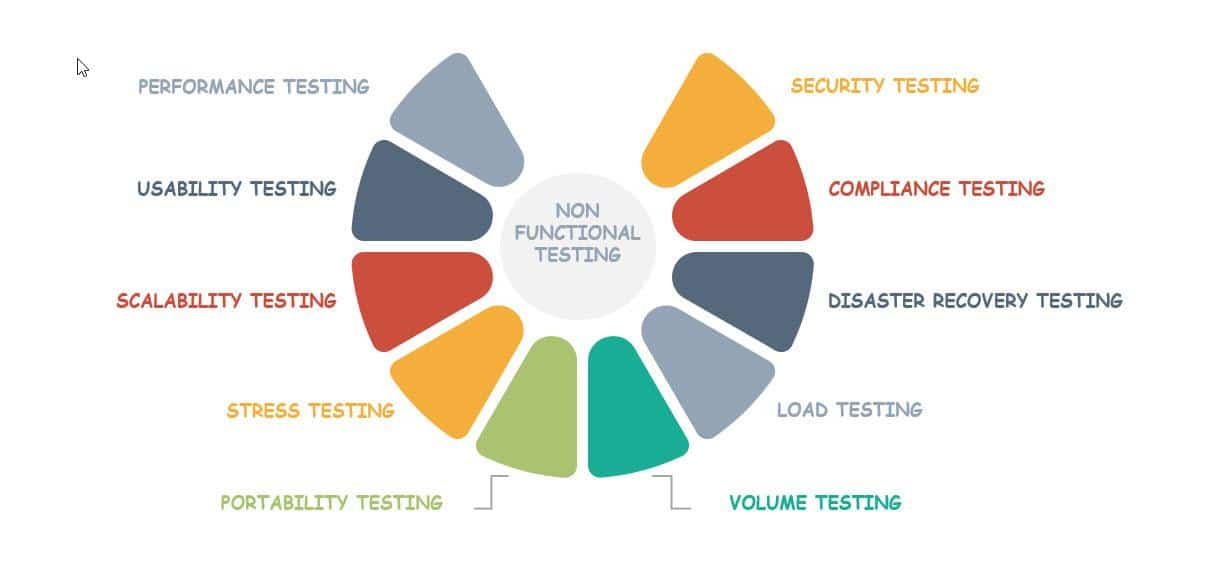 PERFORMANCE TESTING
SECURITY TESTING
USABILITY TESTING
COMPLIANCE TESTING
NON
FUNCTIONAL
TESTING
SCALABILITY TESTING
DISASTER RECOVERY TESTING
STRESS TESTING
LOAD TESTING
PORTABILITY TESTING
VOLUME TESTING